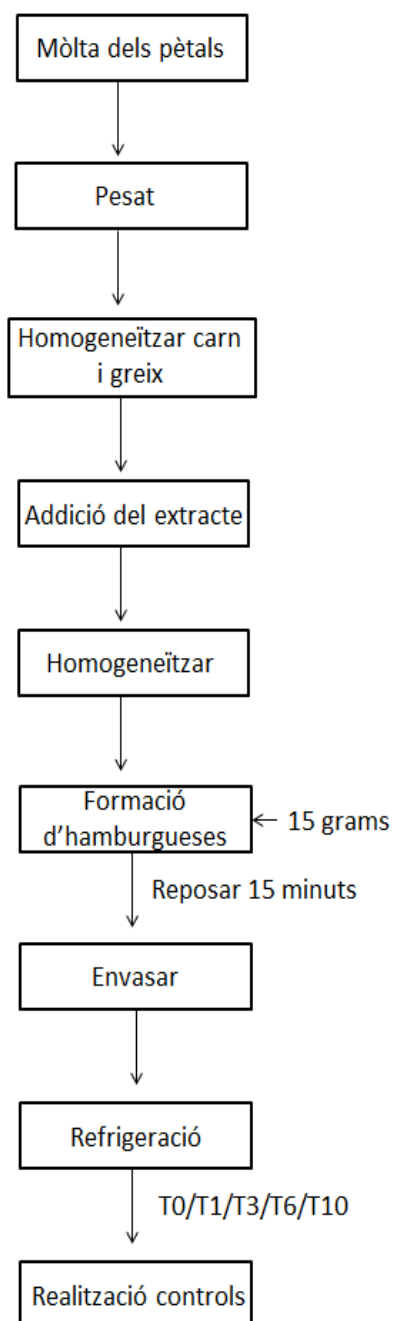 Mòlta dels pètals
Pesat
Homogeneïtzar carn
i greix
Addició del extracte
Homogeneïtzar
Formació
d'hamburgueses
15 grams
Reposar 15 minuts
Envasar
Refrigeració
T0/T1/T3/T6/T10
Realització controls